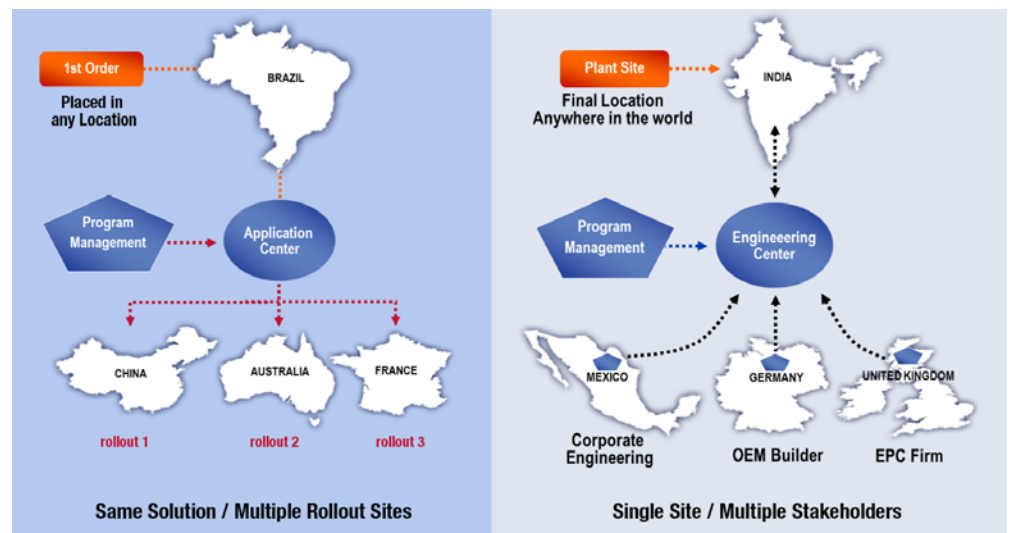 1st Order
Placed in
any Location
BRAZIL
Program
Management
Application
Center
CHINA
AUSTRALIA
FRANCE
rollout 1
rollout 2
rollout 3
Same Solution / Multiple Rollout Sites
Plant Site
Final Location
Anywhere in the world
INDIA
Program
Management
Engineeering
Center
MEXICO
GERMANY
UNITED KINGDOM
Corporate
Engineering
OEM Builder
EPC Firm
Single Site / Multiple Stakeholders